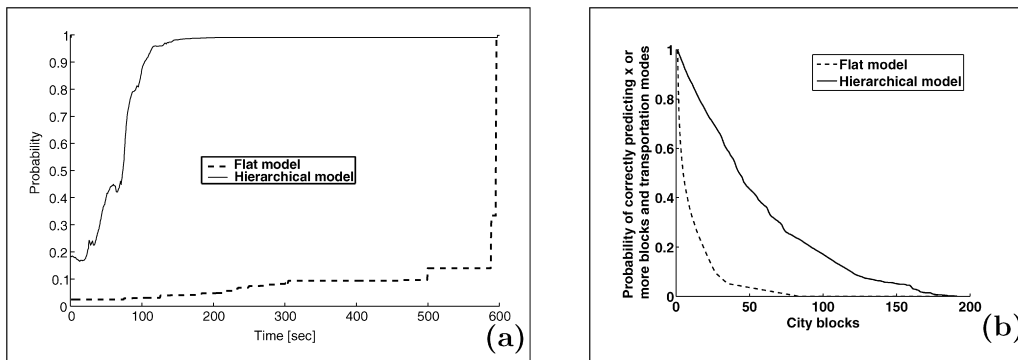 1
0.9
0.8
0.7
0.6
0.5
0.4
0.3
0.2
0.1
0
Probability
Flat model
Hierarchical model
0 100 200 300 400 500 600
Time [sec]
(a)
1
0.8
0.6
0.4
0.2
0
Probability of correctly predicting x or
more blocks and transportation modes
Flat model
Hierarchical model
0 50 100 150 200
City blocks
(b)